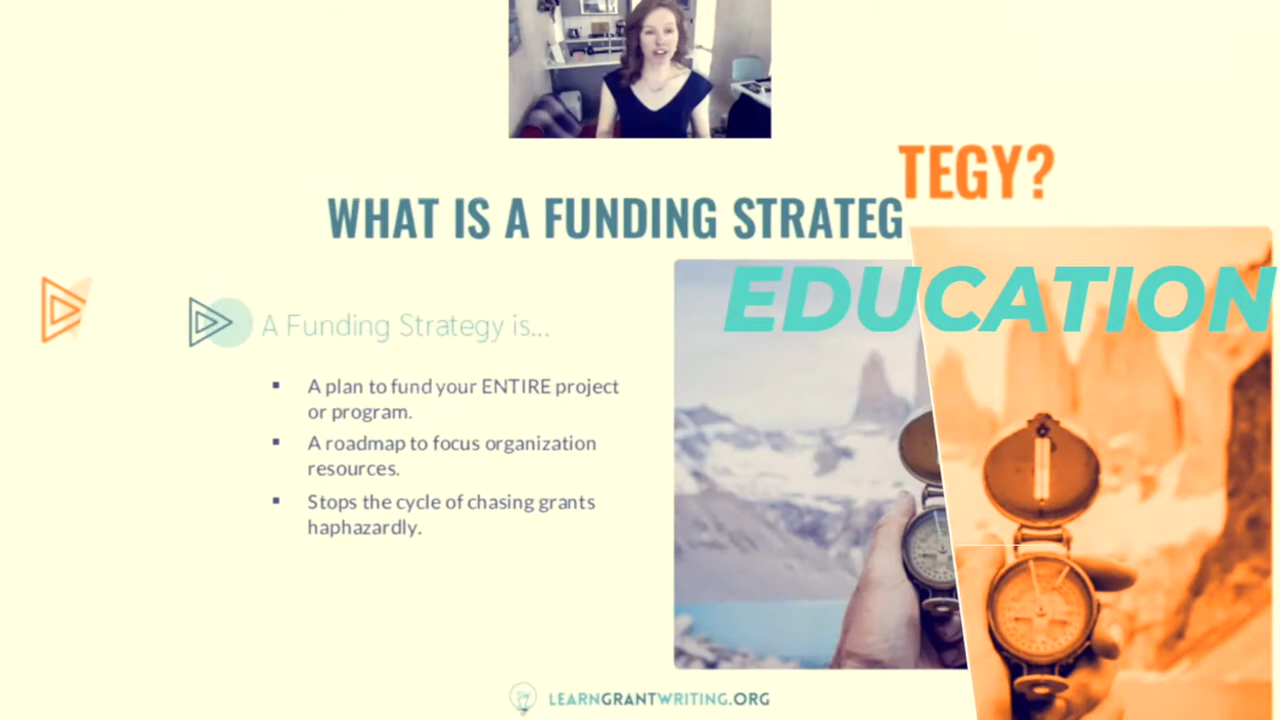 TEGY?
WHAT IS A FUNDING STRATEG
EDUCATION
A Funding Strategy is...
▪ A plan to fund your ENTIRE project
or program.
▪ A roadmap to focus organization
resources.
▪ Stops the cycle of chasing grants
haphazardly.
LEARNGRANTWRITING.ORG